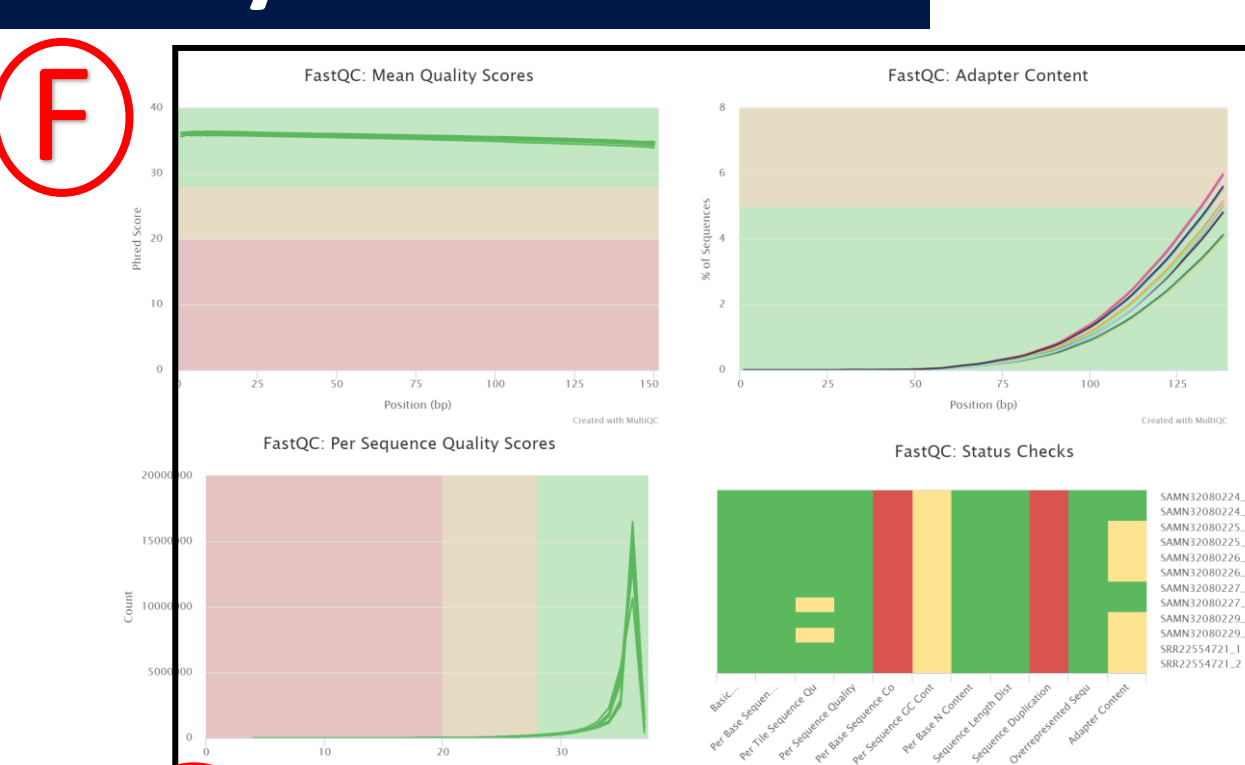 F
FastQC: Mean Quality Scores
40
30
20
10
0
Phred Score
25 50 75 100 125 150
Position (bp)
Created with MultiQC
FastQC: Adapter Content
8
6
4
2
0
% of Sequences
0 25 50 75 100 125
Position (bp)
Created with MultiQC
FastQC: Per Sequence Quality Scores
20000000
15000000
10000000
5000000
0
Count
0 10 20 30
FastQC: Status Checks
SAMN32080224_
SAMN32080224_
SAMN32080225_
SAMN32080225_
SAMN32080226_
SAMN32080226_
SAMN32080227_
SAMN32080227_
SAMN32080229_
SAMN32080229_
SRR22554721_1
SRR22554721_2
Basic...
Per Base Sequen...
Per Tile Sequence Qu
Per Sequence Quality
Per Base Sequence Co
Per Sequence GC Cont
Per Base N Content
Sequence Length Dist
Sequence Duplication
Overrepresented Sequ
Adapter Content